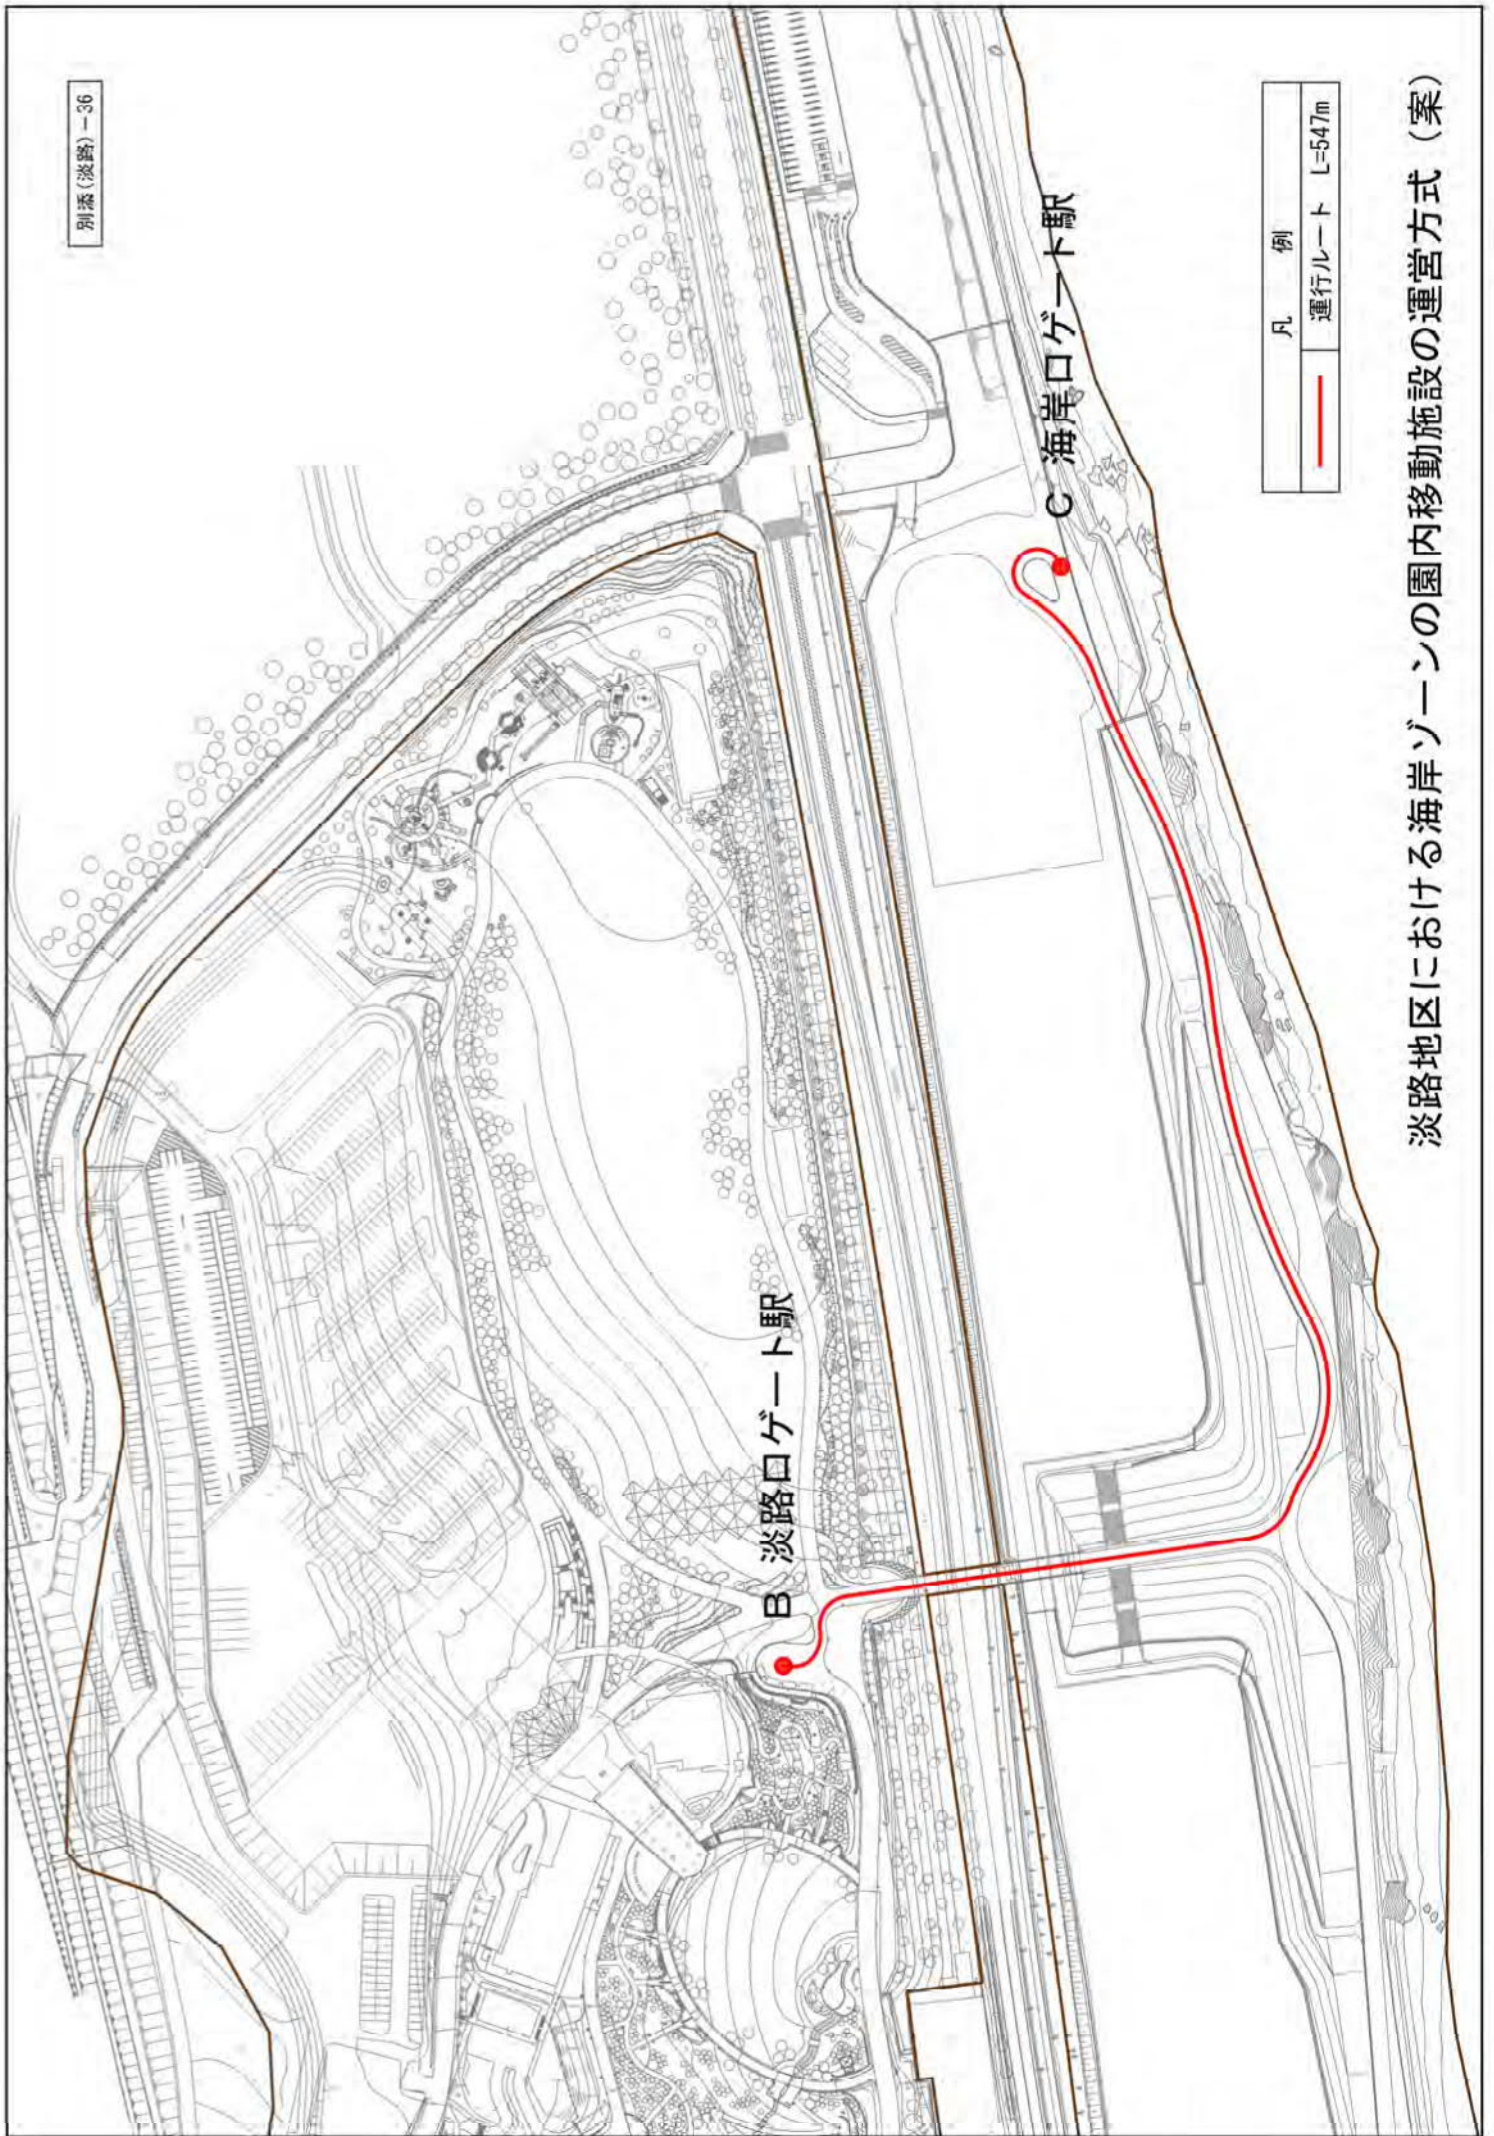 別添(淡路)－36
B 淡路口ゲート駅
C 海岸口ゲート駅
凡 例
運行ルート L=547m
淡路地区における海岸ゾーンの園内移動施設の運営方式（案）